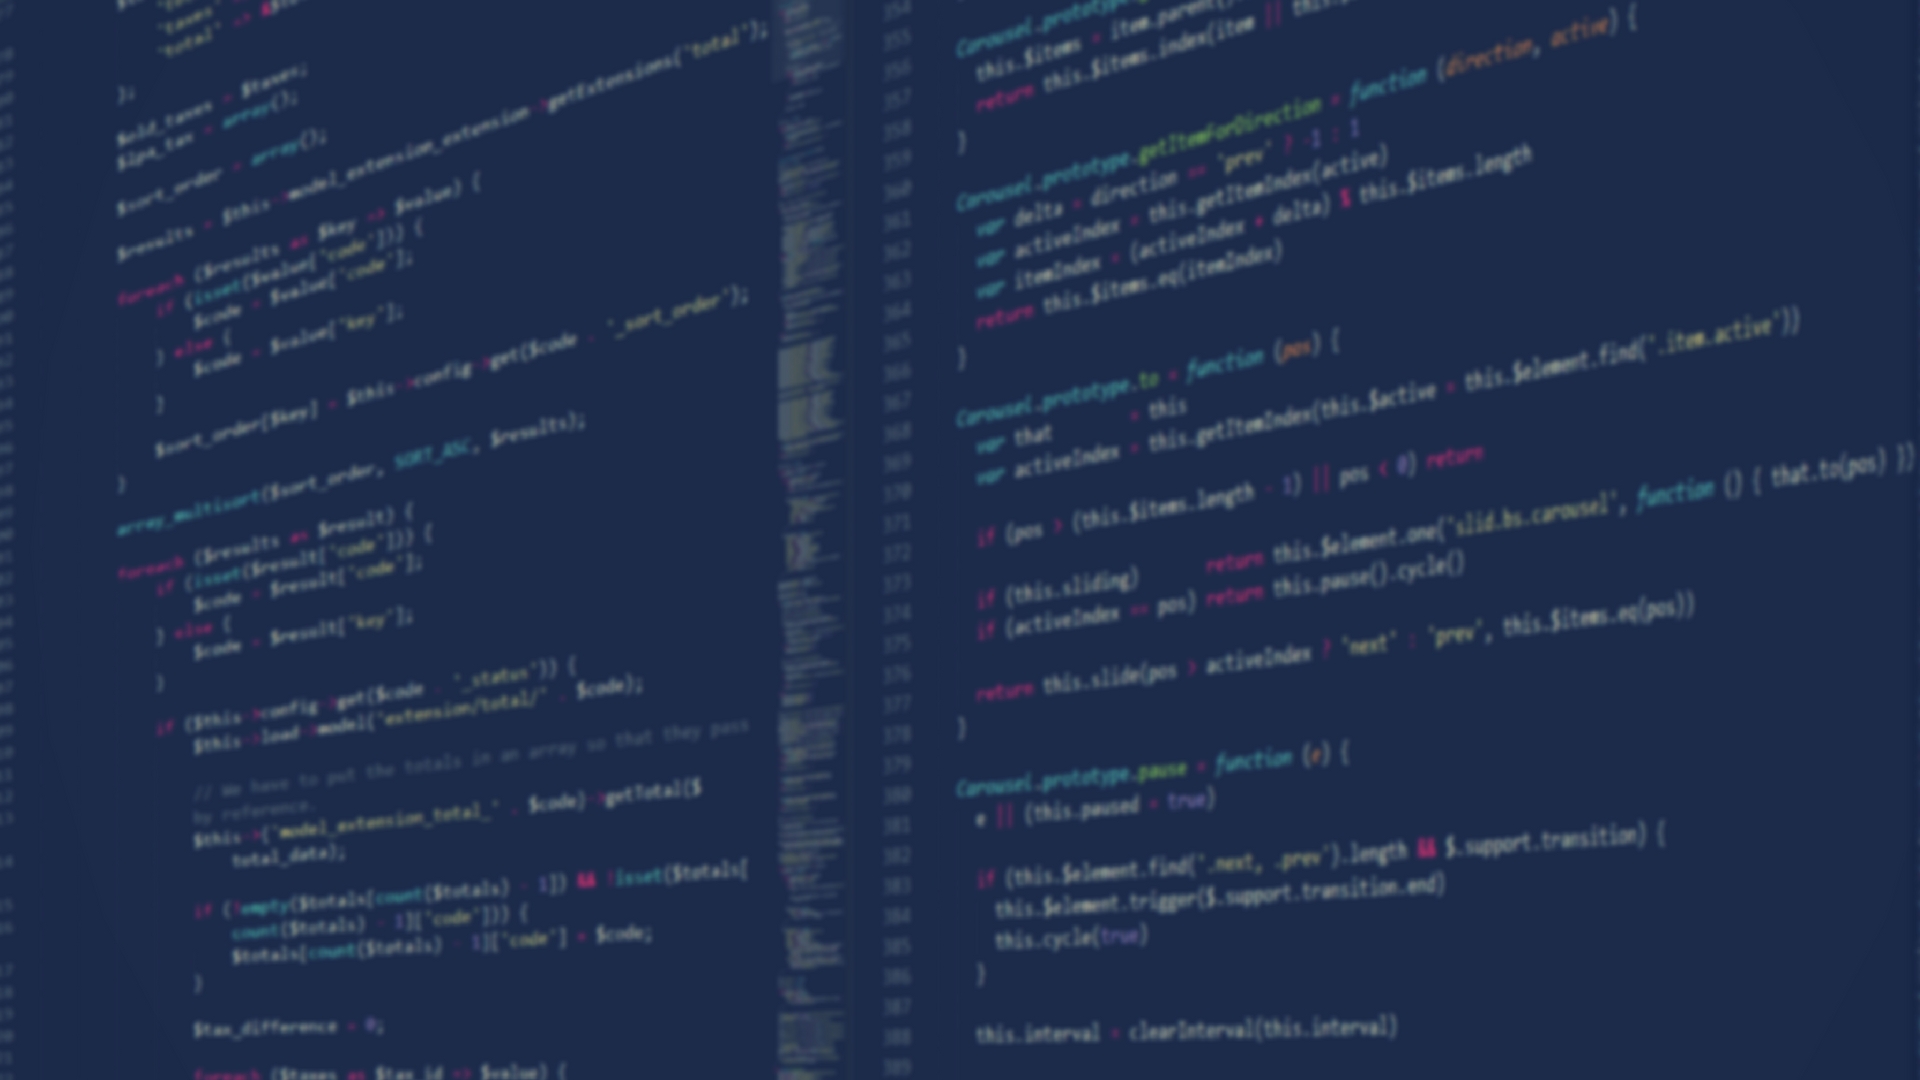 'total' => &$total
);
$old_taxes = $taxes;
$lpa_tax = array();
$sort_order = array();
$results = $this->model_extension_extension->getExtensions('total');
foreach ($results as $key => $value) {
if (isset($value['code'])) {
$code = $value['code'];
} else {
$code = $value['key'];
}
$sort_order[$key] = $this->config->get($code . '_sort_order');
}
array_multisort($sort_order, SORT_ASC, $results);
foreach ($results as $result) {
if (isset($result['code'])) {
$code = $result['code'];
} else {
$code = $result['key'];
}
if ($this->config->get($code . '_status')) {
$this->load->model('extension/total/' . $code);
// We have to put the totals in an array so that they pass
by reference.
$this->{'model_extension_total_' . $code}->getTotal($
total_data);
if (!empty($totals[count($totals) - 1]) && !isset($totals[
count($totals) - 1]['code'])) {
$totals[count($totals) - 1]['code'] = $code;
}
$tax_difference = 0;
foreach ($taxes as $tax_id => $value) {
354
355 this.$items = item.parent()
356 return this.$items.index(item ||
357 }
358
359 Carousel.prototype.getItemForDirection = function (direction, active) {
360 var delta = direction == 'prev' ? -1 : 1
361 var activeIndex = this.getItemIndex(active)
362 var itemIndex = (activeIndex + delta) % this.$items.length
363 return this.$items.eq(itemIndex)
364 }
365
366 Carousel.prototype.to = function (pos) {
367 var that = this
368 var activeIndex = this.getItemIndex(this.$active = this.$element.find('.item.active'))
369
370 if (pos > (this.$items.length - 1) || pos < 0) return
371
372 if (this.sliding) return this.$element.one('slid.bs.carousel', function () { that.to(pos) })
373 if (activeIndex == pos) return this.pause().cycle()
374
375 return this.slide(pos > activeIndex ? 'next' : 'prev', this.$items.eq(pos))
376 }
377
378 Carousel.prototype.pause = function (e) {
379 e || (this.paused = true)
380
381 if (this.$element.find('.next, .prev').length && $.support.transition) {
382 this.$element.trigger($.support.transition.end)
383 this.cycle(true)
384 }
385
386 this.interval = clearInterval(this.interval)
387
388
389